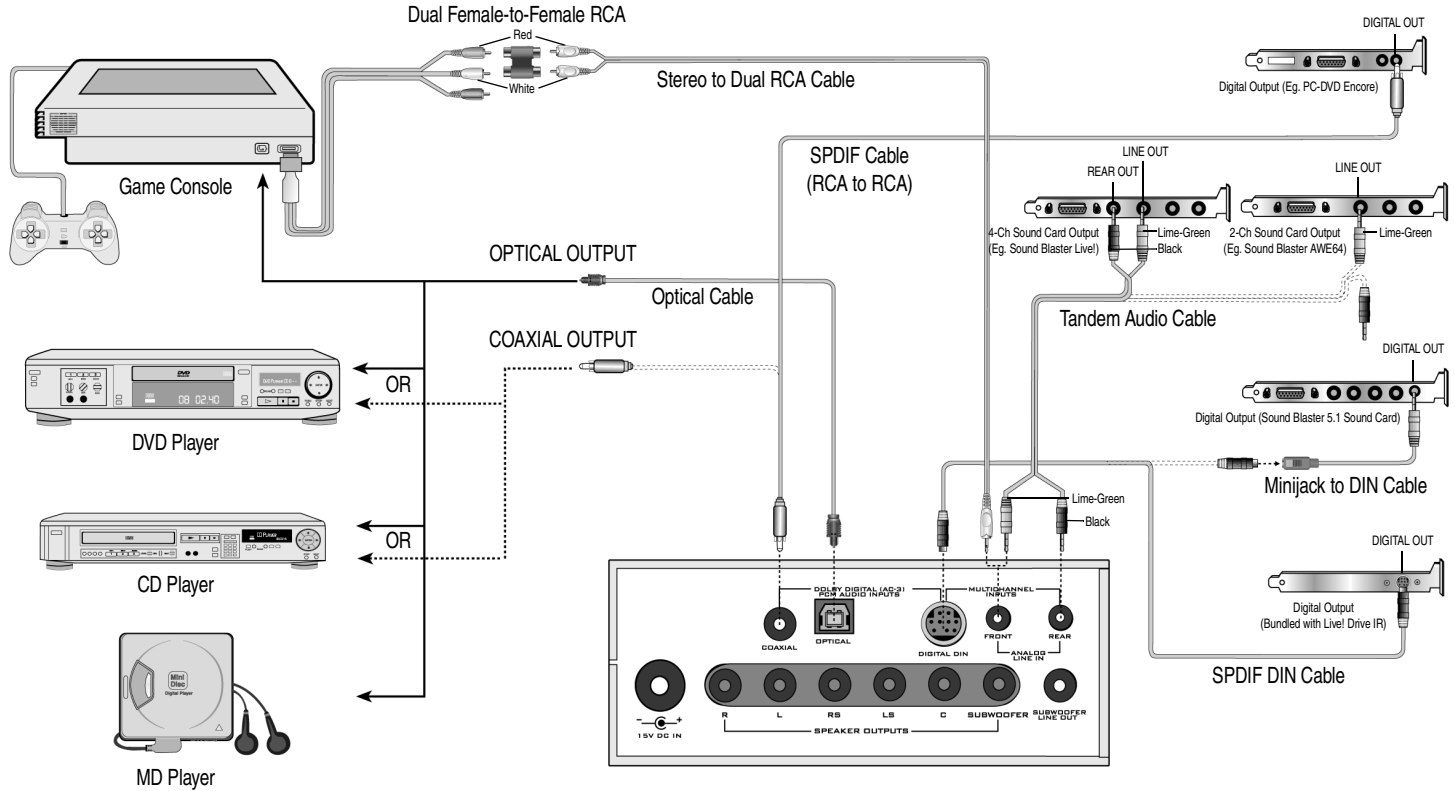 Dual Female-to-Female RCA
Red
White
Stereo to Dual RCA Cable
Game Console
SPDIF Cable
(RCA to RCA)
DIGITAL OUT
Digital Output (Eg. PC-DVD Encore)
LINE OUT
REAR OUT
4-Ch Sound Card Output
(Eg. Sound Blaster Live!)
Lime-Green
Black
LINE OUT
2-Ch Sound Card Output
(Eg. Sound Blaster AWE64)
Lime-Green
OPTICAL OUTPUT
Optical Cable
Tandem Audio Cable
COAXIAL OUTPUT
DIGITAL OUT
Digital Output (Sound Blaster 5.1 Sound Card)
OR
DVD
08 02:40
DVD Player
Minijack to DIN Cable
Lime-Green
Black
OR
CD Player
DIGITAL OUT
Digital Output
(Bundled with Live! Drive IR)
SPDIF DIN Cable
Mini
Disc
Digital Player
MD Player
DOLBY DIGITAL (AC-3)
PCM AUDIO INPUTS
MULTICHANNEL
INPUTS
COAXIAL
OPTICAL
DIGITAL DIN
FRONT
REAR
ANALOG
LINE IN
R
L
RS
LS
C
SUBWOOFER
SUBWOOFER
LINE OUT
SPEAKER OUTPUTS
- +
15V DC IN